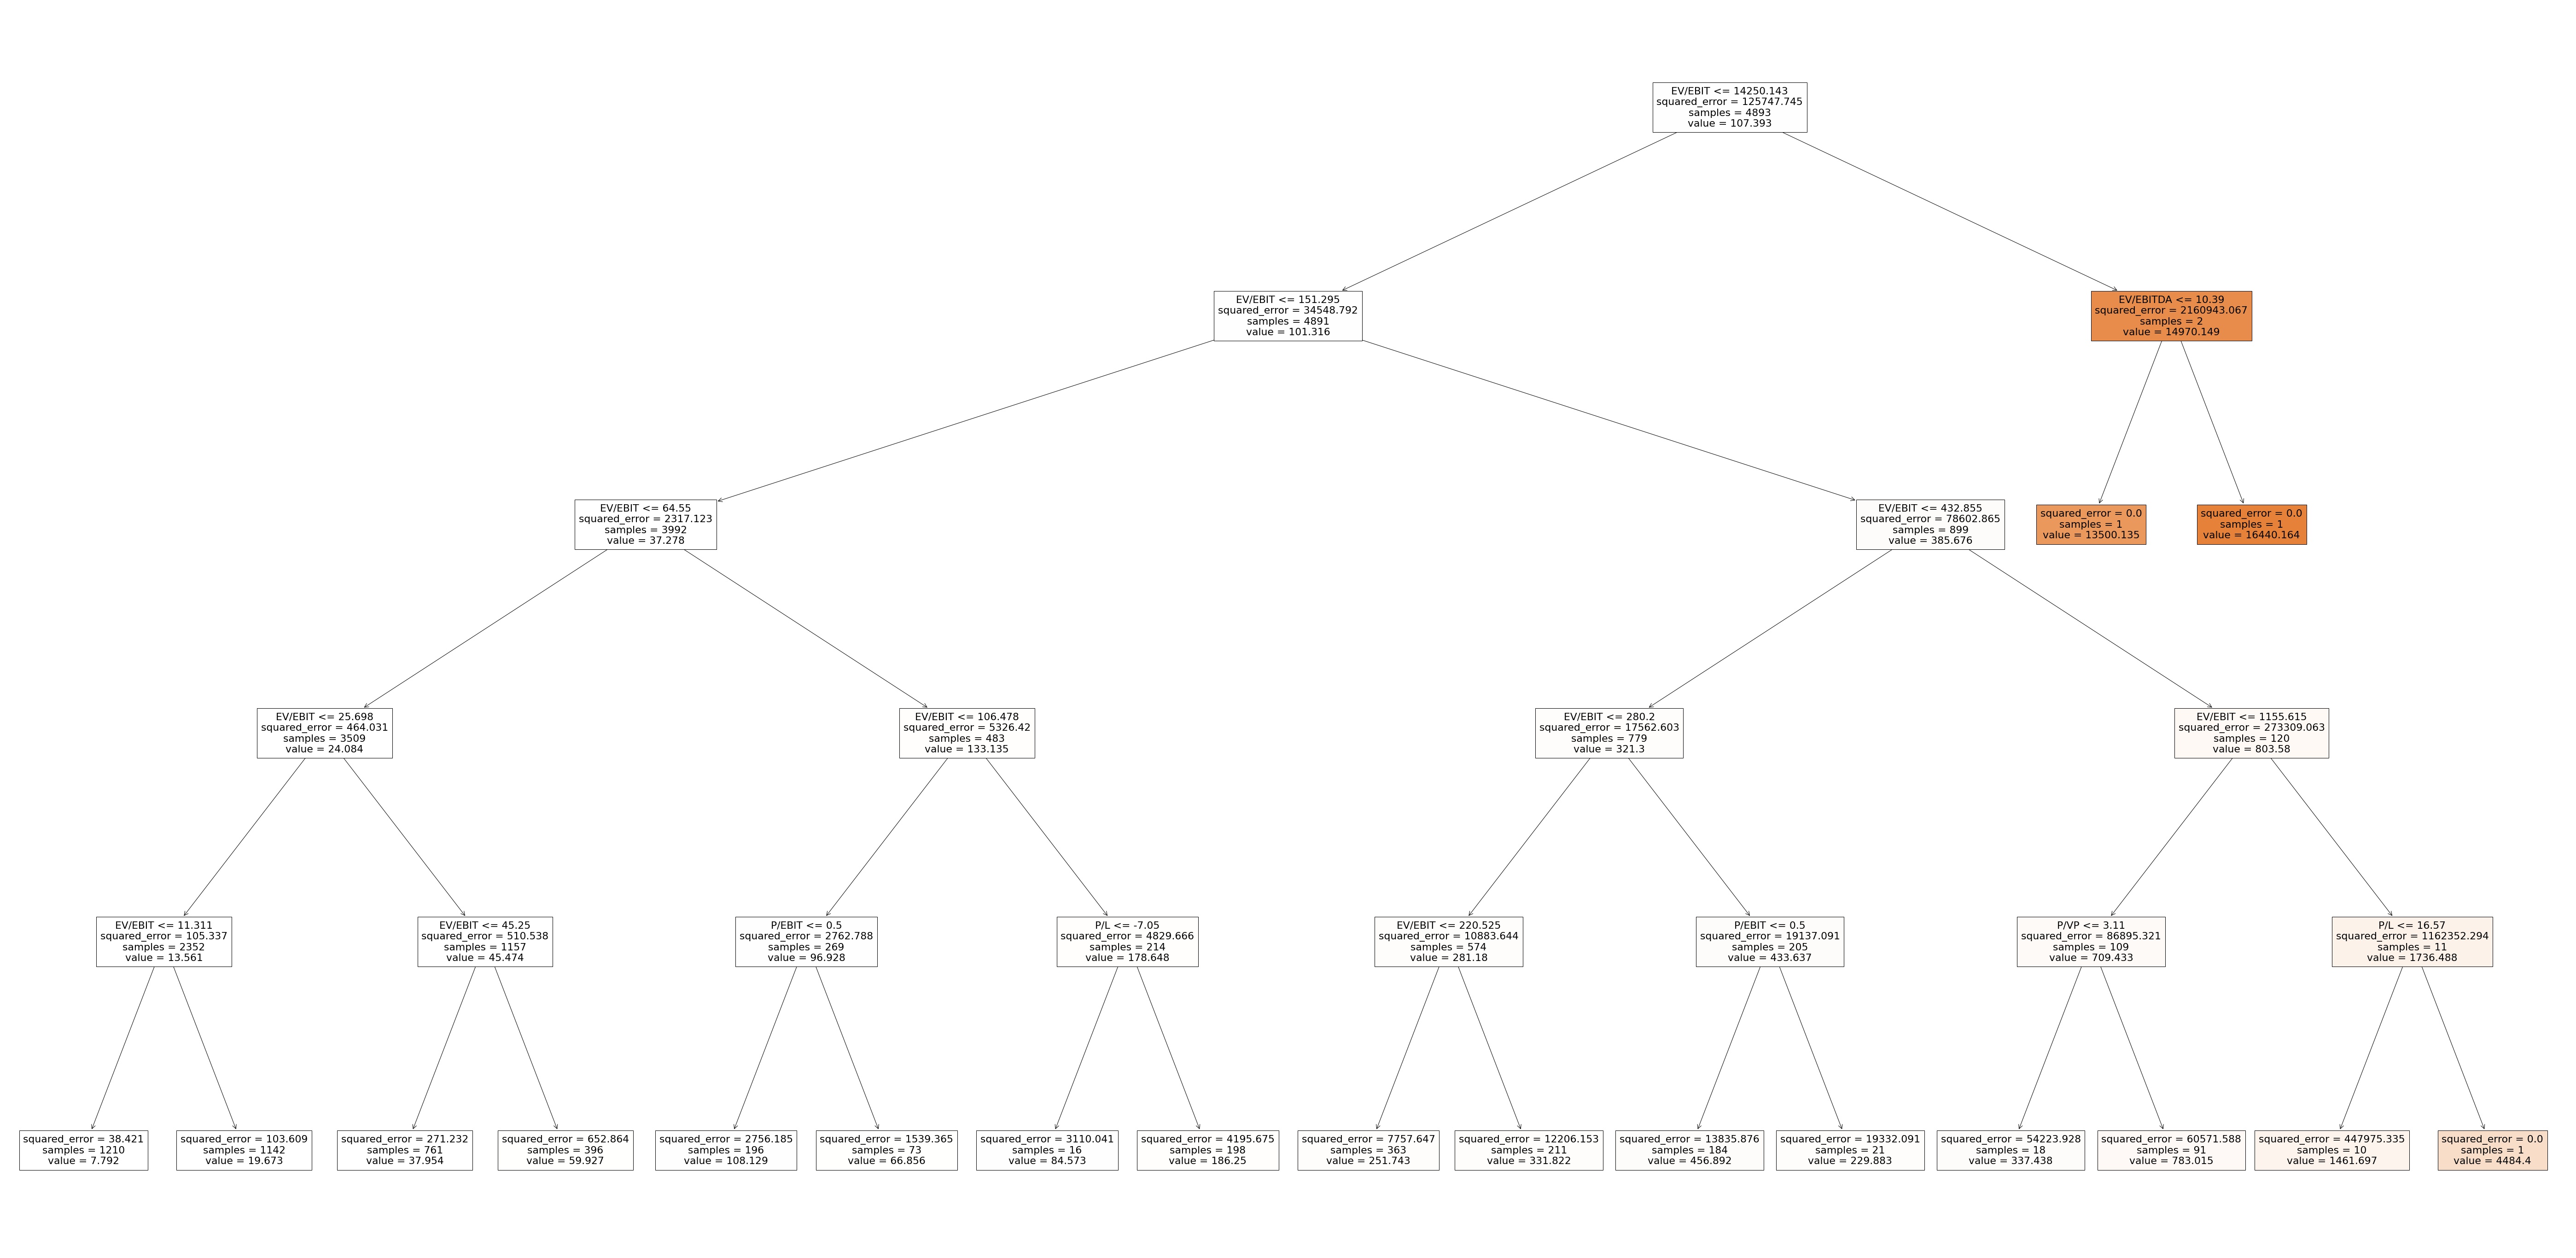 EV/EBIT <= 14250.143
squared_error = 125747.745
samples = 4893
value = 107.393
EV/EBIT <= 151.295
squared_error = 34548.792
samples = 4891
value = 101.316
EV/EBITDA <= 10.39
squared_error = 2160943.067
samples = 2
value = 14970.149
EV/EBIT <= 64.55
squared_error = 2317.123
samples = 3992
value = 37.278
EV/EBIT <= 432.855
squared_error = 78602.865
samples = 899
value = 385.676
squared_error = 0.0
samples = 1
value = 13500.135
squared_error = 0.0
samples = 1
value = 16440.164
EV/EBIT <= 25.698
squared_error = 464.031
samples = 3509
value = 24.084
EV/EBIT <= 106.478
squared_error = 5326.42
samples = 483
value = 133.135
EV/EBIT <= 280.2
squared_error = 17562.603
samples = 779
value = 321.3
EV/EBIT <= 1155.615
squared_error = 273309.063
samples = 120
value = 803.58
EV/EBIT <= 11.311
squared_error = 105.337
samples = 2352
value = 13.561
EV/EBIT <= 45.25
squared_error = 510.538
samples = 1157
value = 45.474
P/EBIT <= 0.5
squared_error = 2762.788
samples = 269
value = 96.928
P/L <= -7.05
squared_error = 4829.666
samples = 214
value = 178.648
EV/EBIT <= 220.525
squared_error = 10883.644
samples = 574
value = 281.18
P/EBIT <= 0.5
squared_error = 19137.091
samples = 205
value = 433.637
P/VP <= 3.11
squared_error = 86895.321
samples = 109
value = 709.433
P/L <= 16.57
squared_error = 1162352.294
samples = 11
value = 1736.488
squared_error = 38.421
samples = 1210
value = 7.792
squared_error = 103.609
samples = 1142
value = 19.673
squared_error = 271.232
samples = 761
value = 37.954
squared_error = 652.864
samples = 396
value = 59.927
squared_error = 2756.185
samples = 196
value = 108.129
squared_error = 1539.365
samples = 73
value = 66.856
squared_error = 3110.041
samples = 16
value = 84.573
squared_error = 4195.675
samples = 198
value = 186.25
squared_error = 7757.647
samples = 363
value = 251.743
squared_error = 12206.153
samples = 211
value = 331.822
squared_error = 13835.876
samples = 184
value = 456.892
squared_error = 19332.091
samples = 21
value = 229.883
squared_error = 54223.928
samples = 18
value = 337.438
squared_error = 60571.588
samples = 91
value = 783.015
squared_error = 447975.335
samples = 10
value = 1461.697
squared_error = 0.0
samples = 1
value = 4484.4